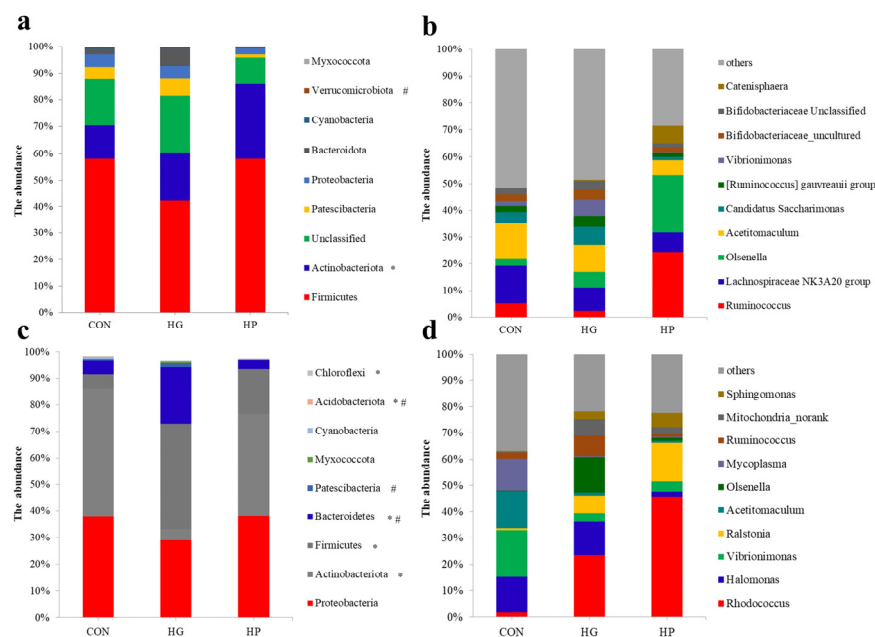 a
The abundance
100%
90%
80%
70%
60%
50%
40%
30%
20%
10%
0%
CON
HG
HP
Myxococota
Verrucomicrobiota #
Cyanobacteria
Bacteroidota
Proteobacteria
Patescibacteria
Unclassified
Actinobacteriota *
Firmicutes
b
The abundance
100%
90%
80%
70%
60%
50%
40%
30%
20%
10%
0%
CON
HG
HP
others
Catenisphaera
Bifidobacteriaceae Unclassified
Bifidobacteriaceae_uncultured
Vibrionimonas
[Ruminococcus] gauvreauii group
Candidatus Saccharimonas
Acetitomaculum
Olsenella
Lachnospiraceae NK3A20 group
Ruminococcus
c
The abundance
100%
90%
80%
70%
60%
50%
40%
30%
20%
10%
0%
CON
HG
HP
Chloroflexi *
Acidobacteriota * #
Cyanobacteria
Myxococcota
Patescibacteria #
Bacteroidetes * #
Firmicutes *
Actinobacteriota *
Proteobacteria
d
The abundance
100%
90%
80%
70%
60%
50%
40%
30%
20%
10%
0%
CON
HG
HP
others
Sphingomonas
Mitochondria_norank
Ruminococcus
Mycoplasma
Olsenella
Acetitomaculum
Ralstonia
Vibrionimonas
Halomonas
Rhodococcus